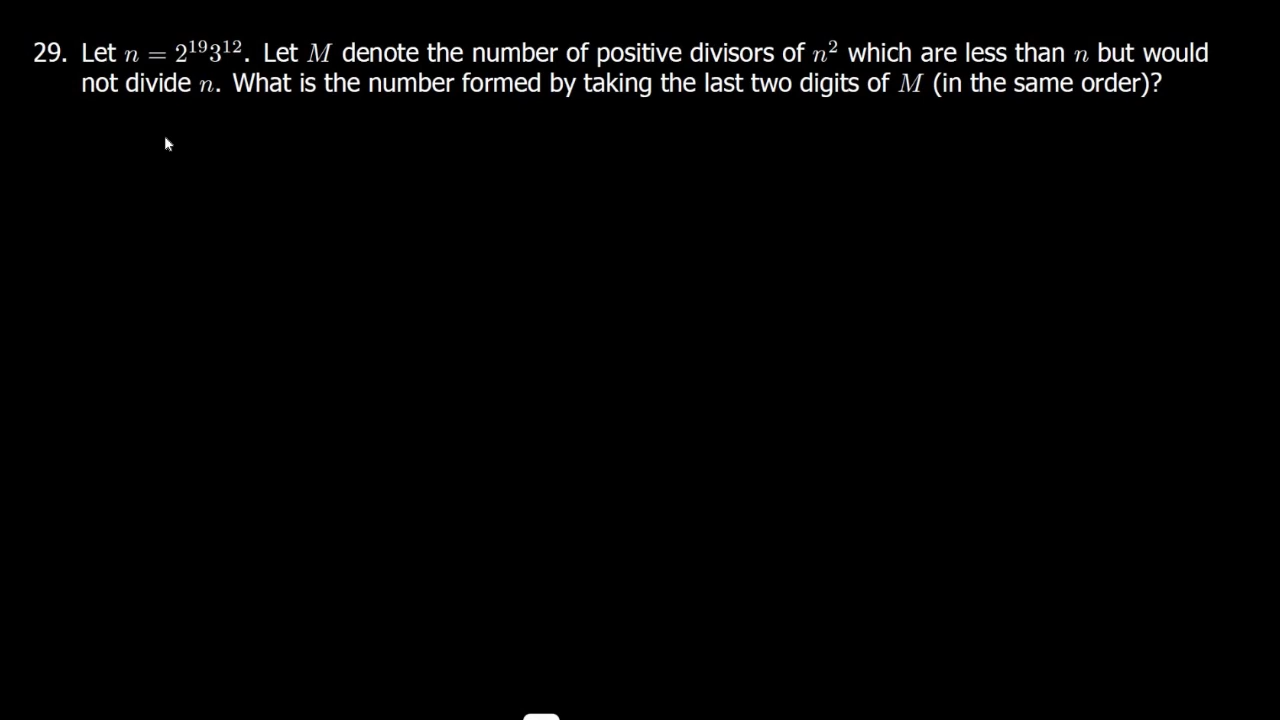 29. Let n = 2¹⁹3¹². Let M denote the number of positive divisors of n² which are less than n but would
not divide n. What is the number formed by taking the last two digits of M (in the same order)?